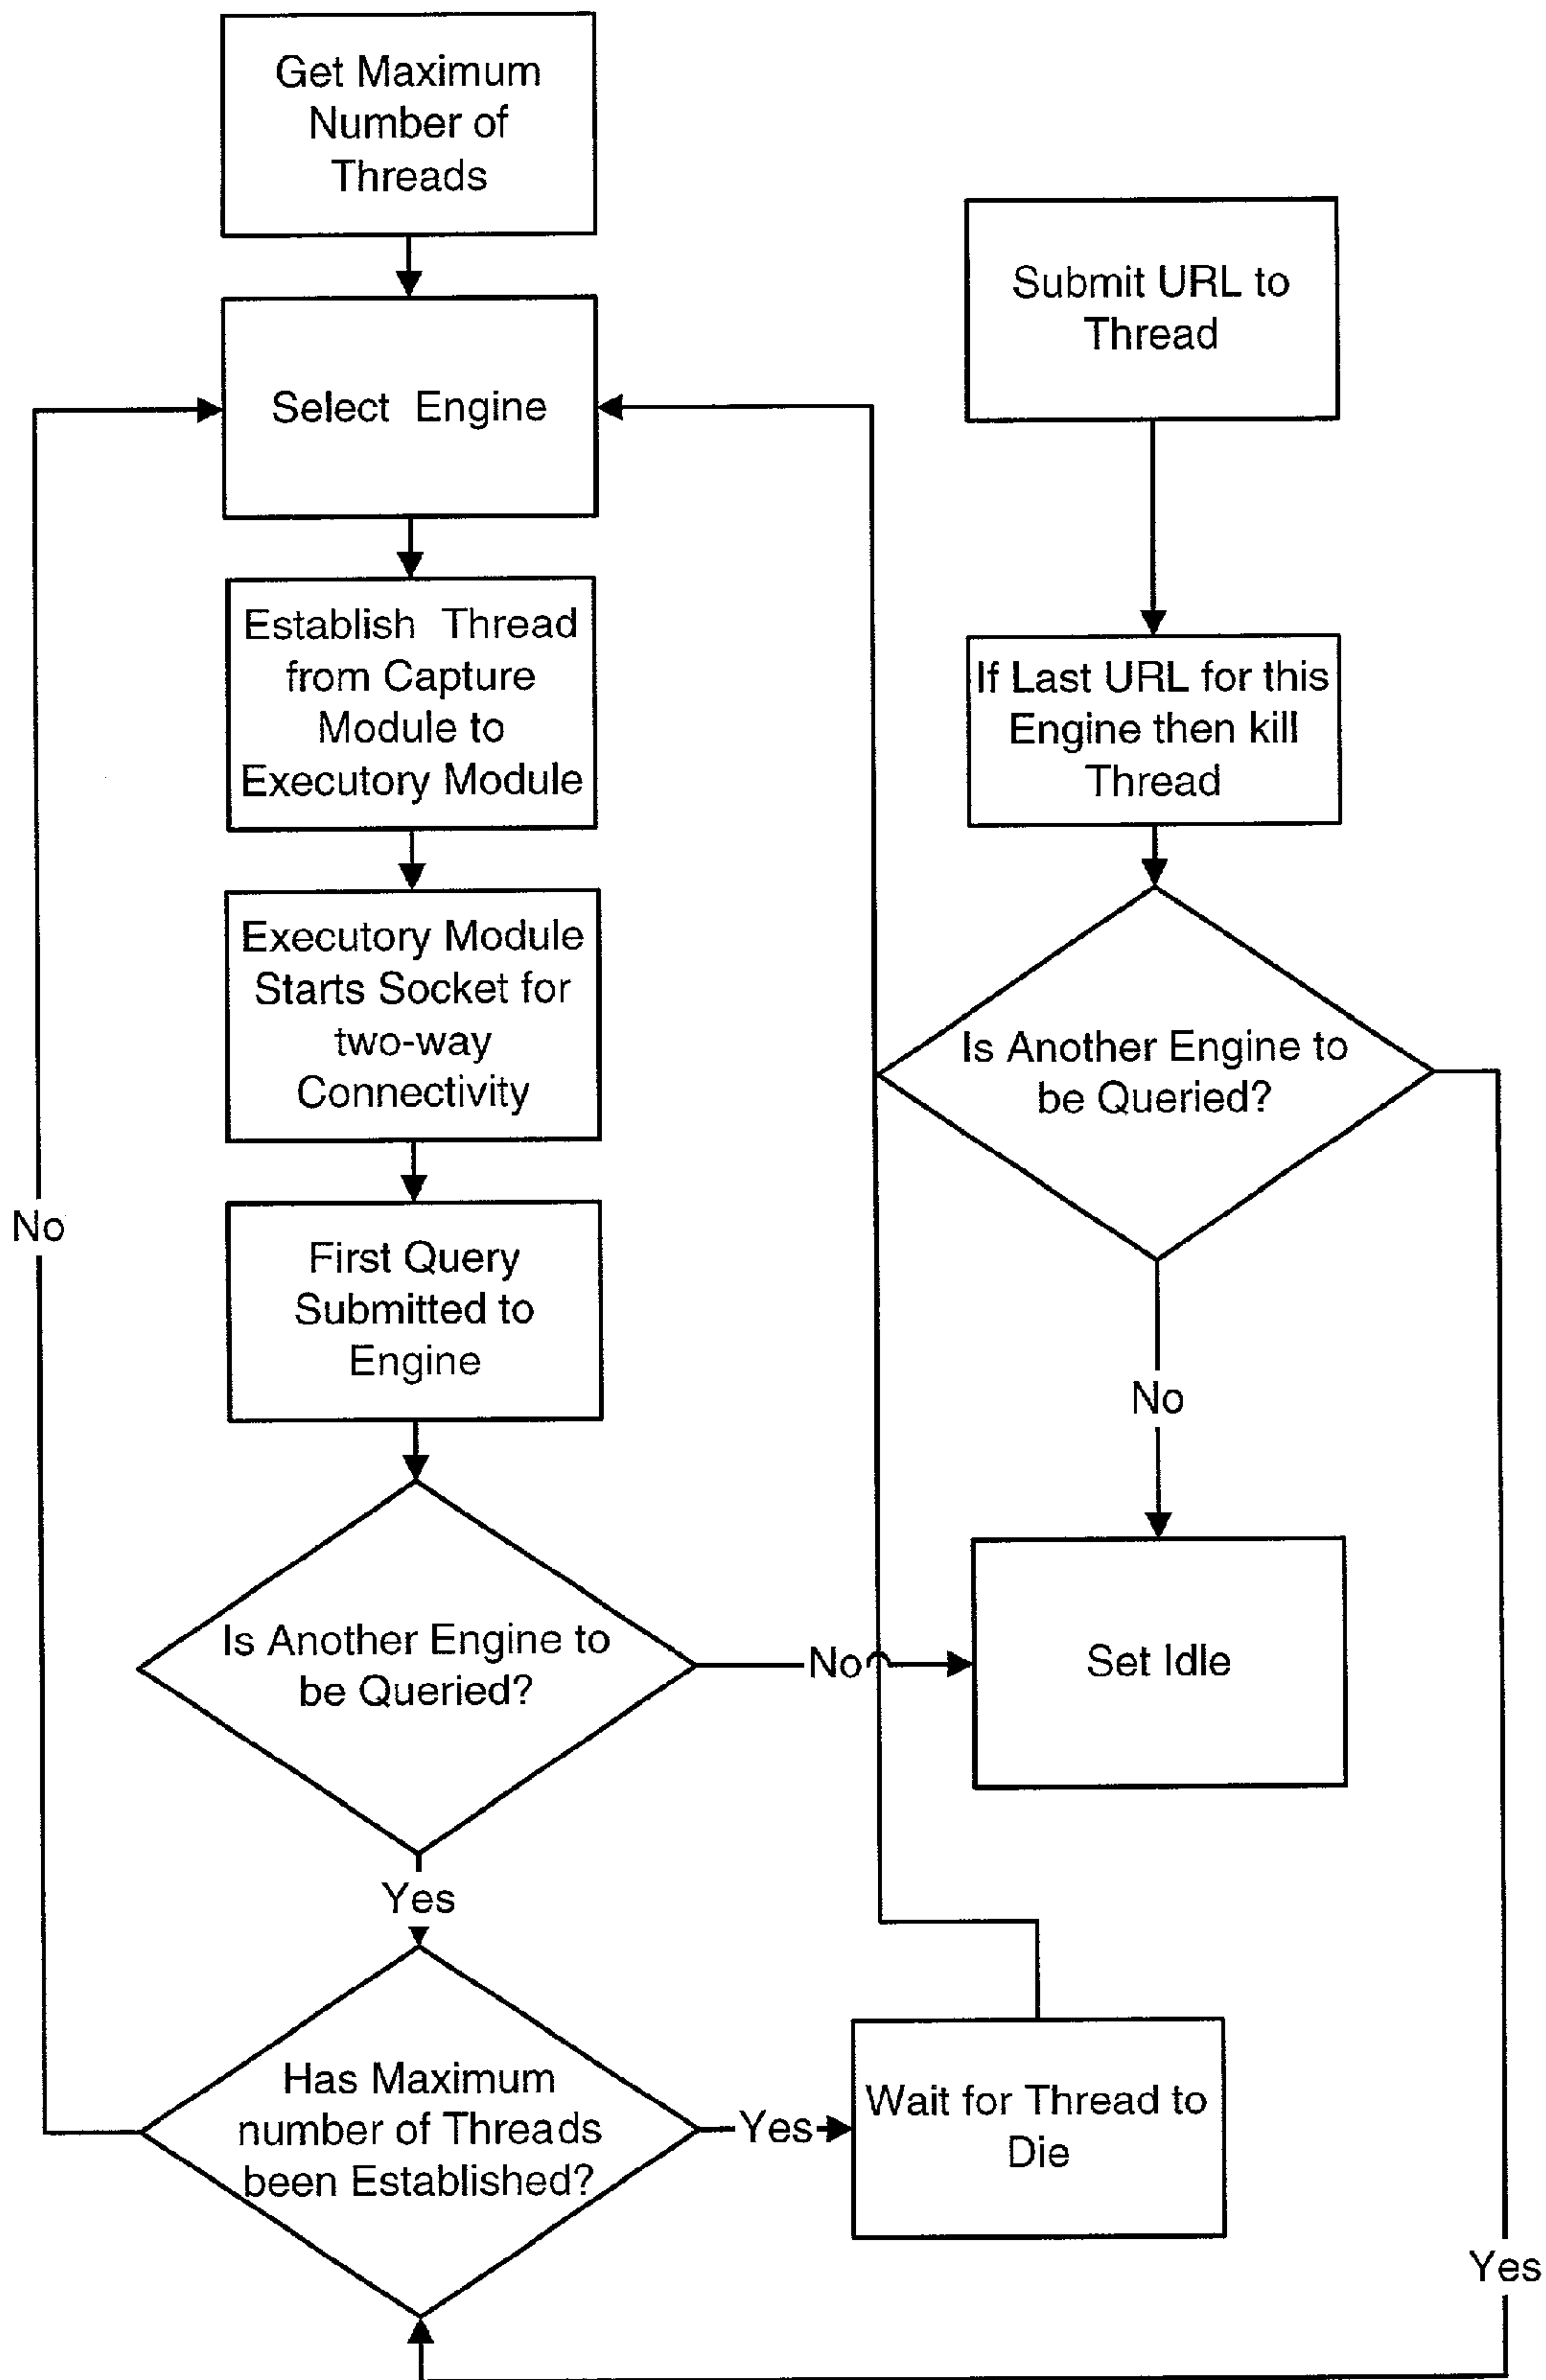 Get Maximum
Number of
Threads
Select Engine
Establish Thread
from Capture
Module to
Executory Module
Executory Module
Starts Socket for
two-way
Connectivity
First Query
Submitted to
Engine
Is Another Engine to
be Queried?
No
Yes
Has Maximum
number of Threads
been Established?
No
Yes
Wait for Thread to
Die
Submit URL to
Thread
If Last URL for this
Engine then kill
Thread
Is Another Engine to
be Queried?
No
Set Idle
Yes